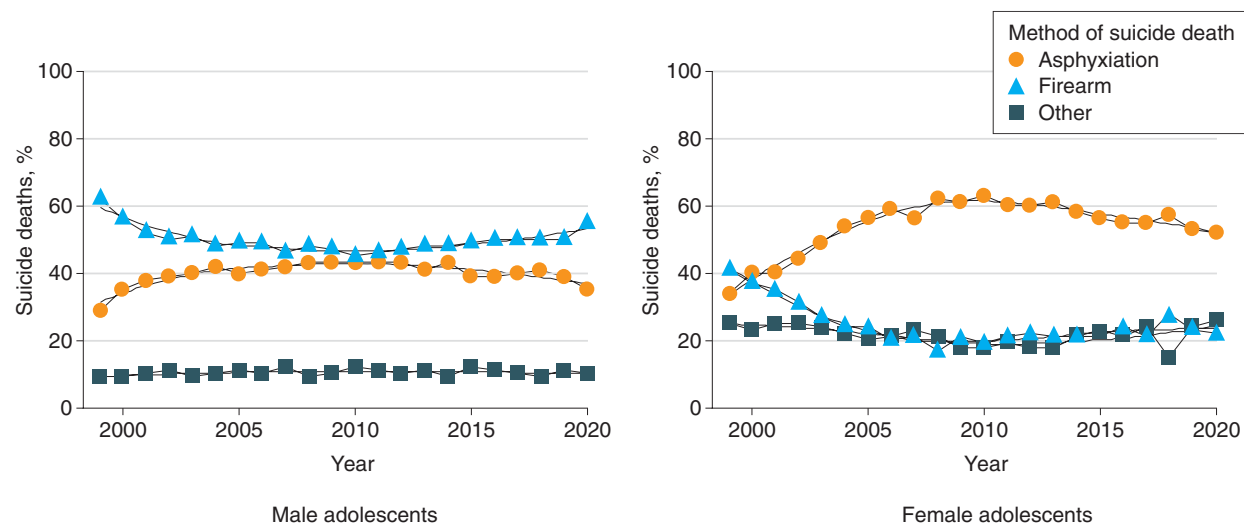 Method of suicide death
Asphyxiation
Firearm
Other
Suicide deaths, %
100
80
60
40
20
0
2000 2005 2010 2015 2020
Year
Male adolescents
Suicide deaths, %
100
80
60
40
20
0
2000 2005 2010 2015 2020
Year
Female adolescents